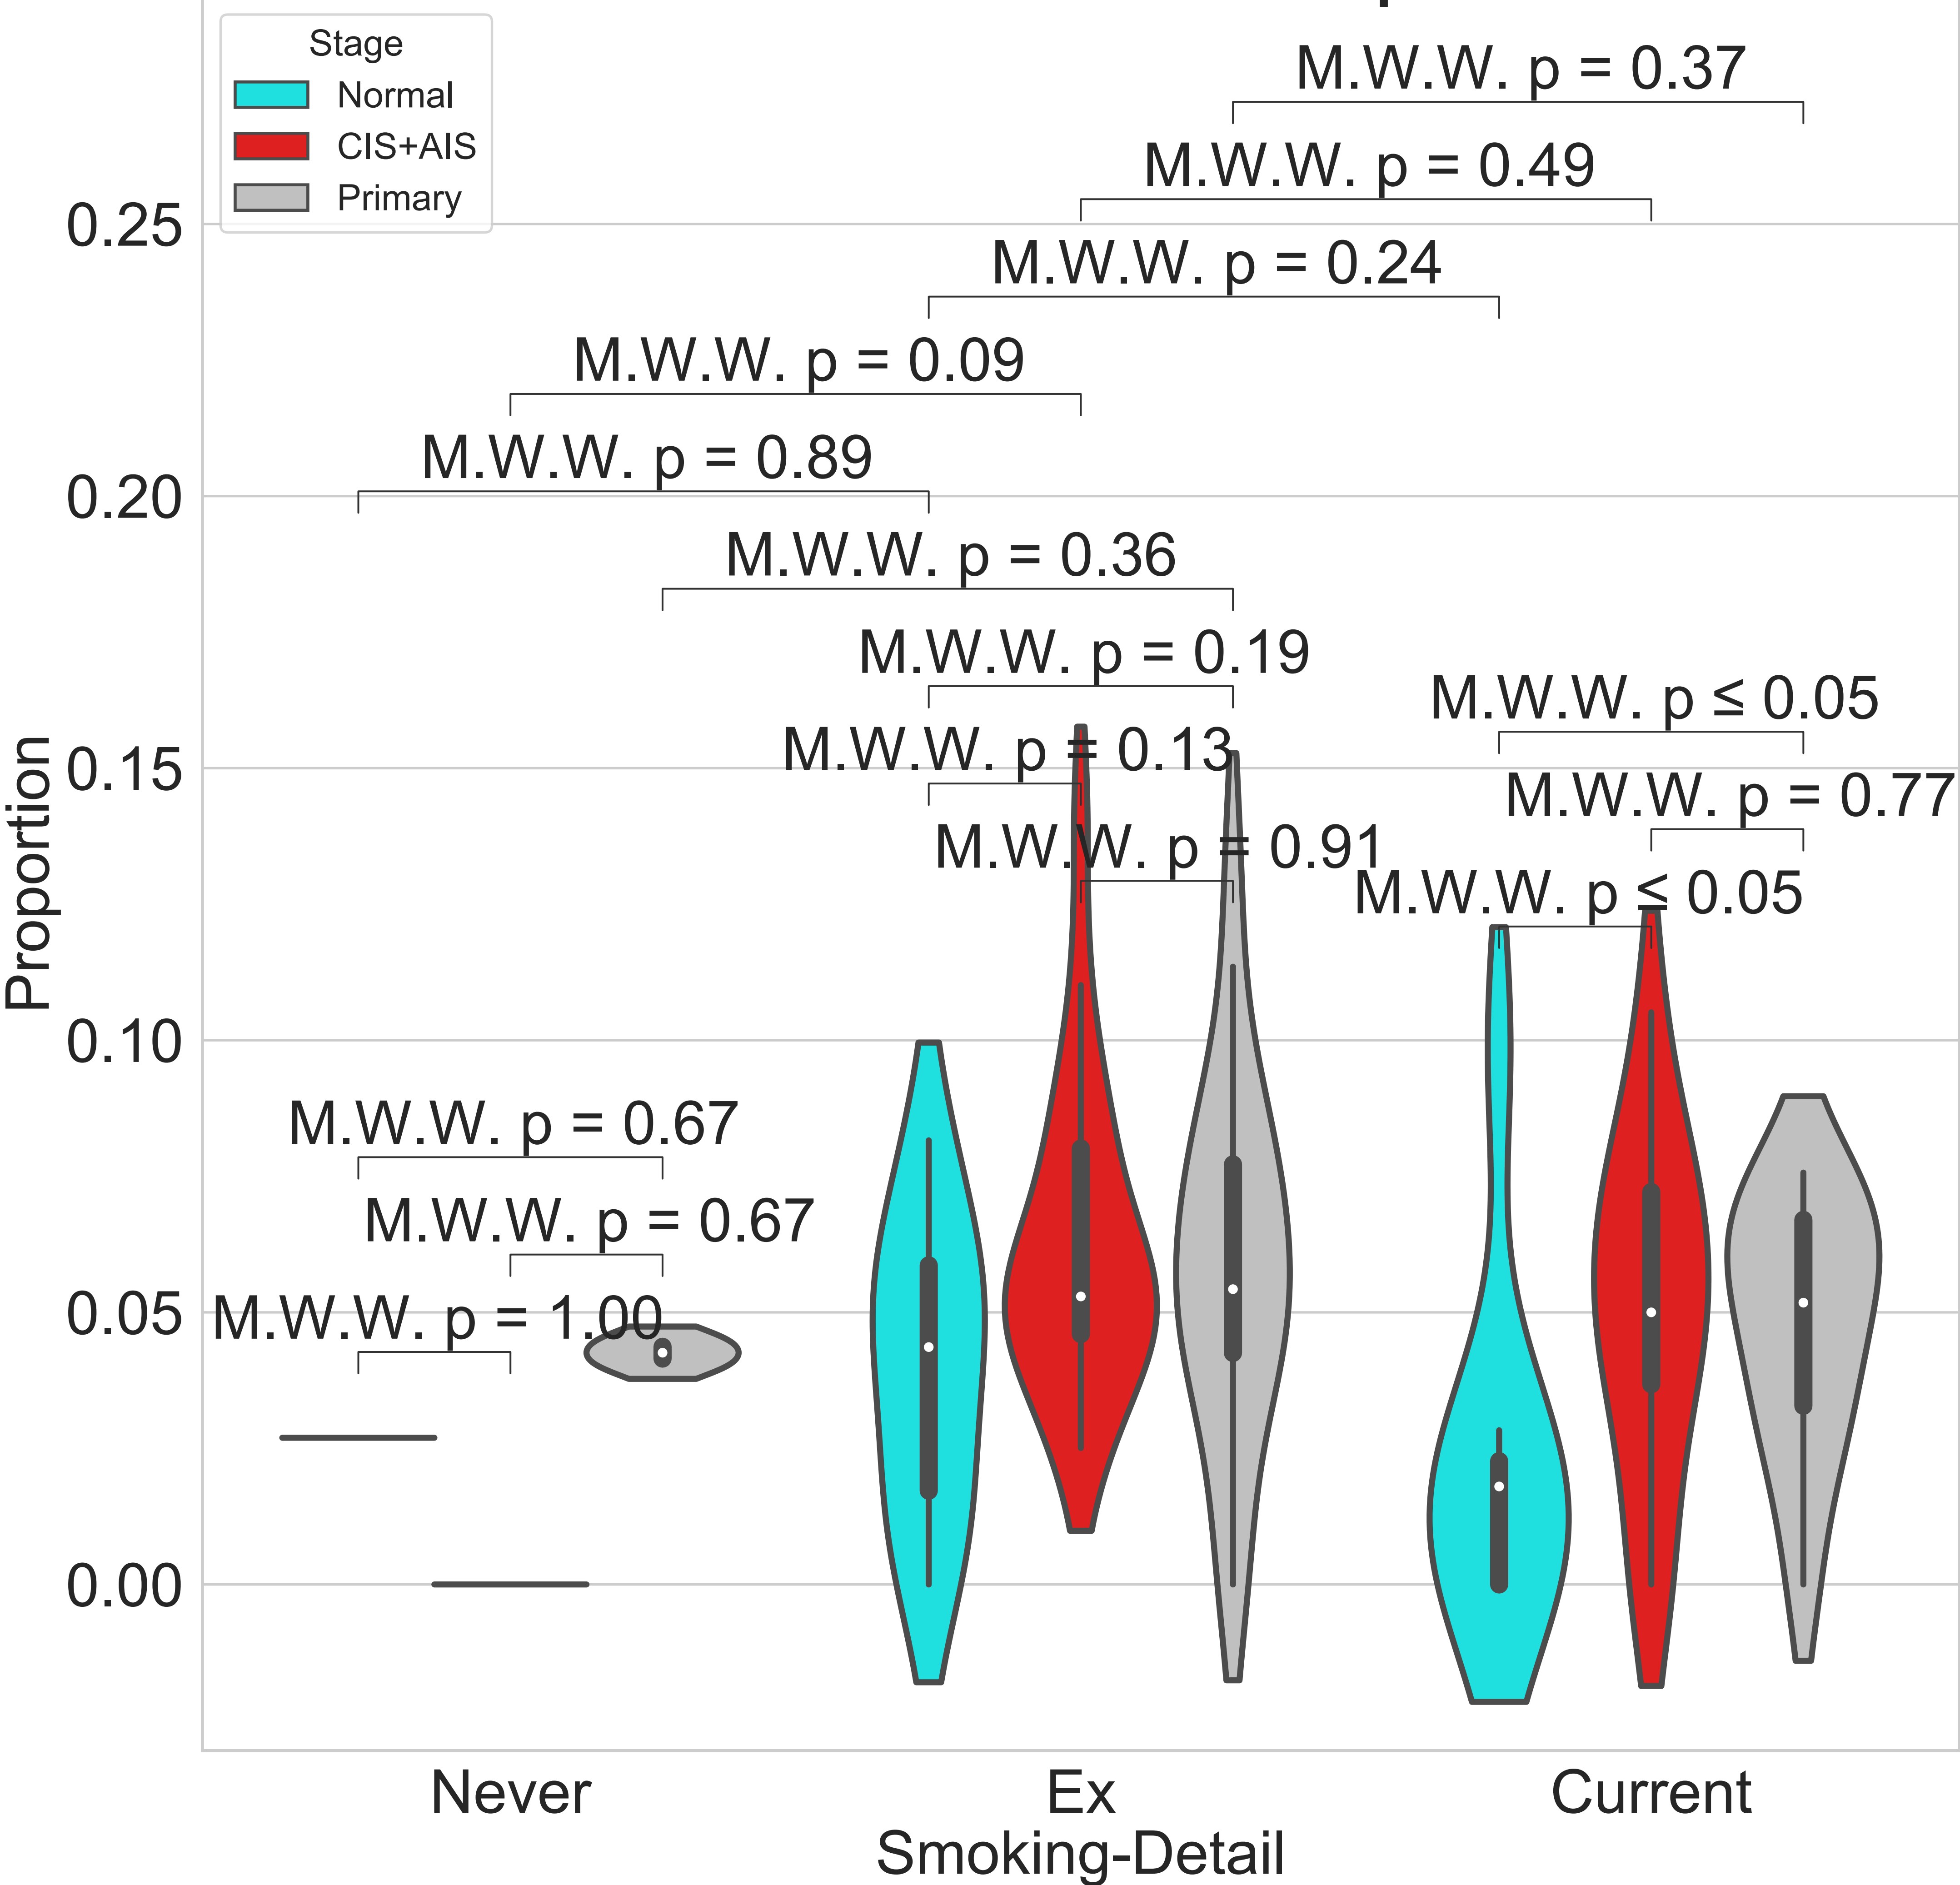 Stage
Normal
CIS+AIS
Primary
M.W.W. p = 0.37
M.W.W. p = 0.49
M.W.W. p = 0.24
M.W.W. p = 0.09
M.W.W. p = 0.89
M.W.W. p = 0.36
M.W.W. p = 0.19
M.W.W. p = 0.13
M.W.W. p = 0.91
M.W.W. p ≤ 0.05
M.W.W. p = 0.77
M.W.W. p ≤ 0.05
M.W.W. p = 0.67
M.W.W. p = 0.67
M.W.W. p = 1.00
0.25
0.20
0.15
0.10
0.05
0.00
Proportion
Never
Ex
Current
Smoking-Detail